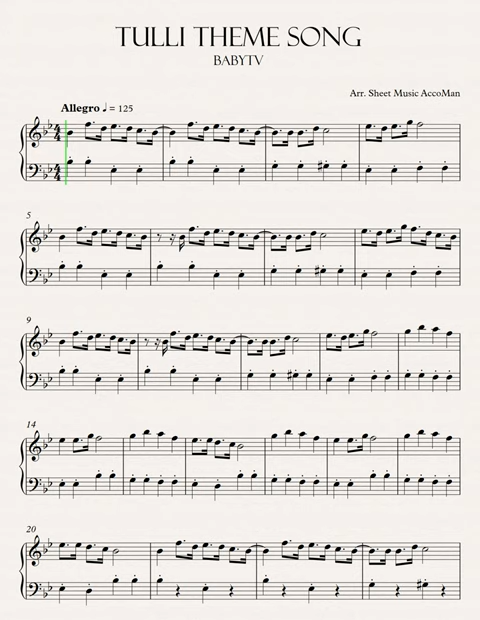 TULLI THEME SONG
BABYTV
Arr. Sheet Music AccoMan
Allegro ♩ = 125
5
9
14
20